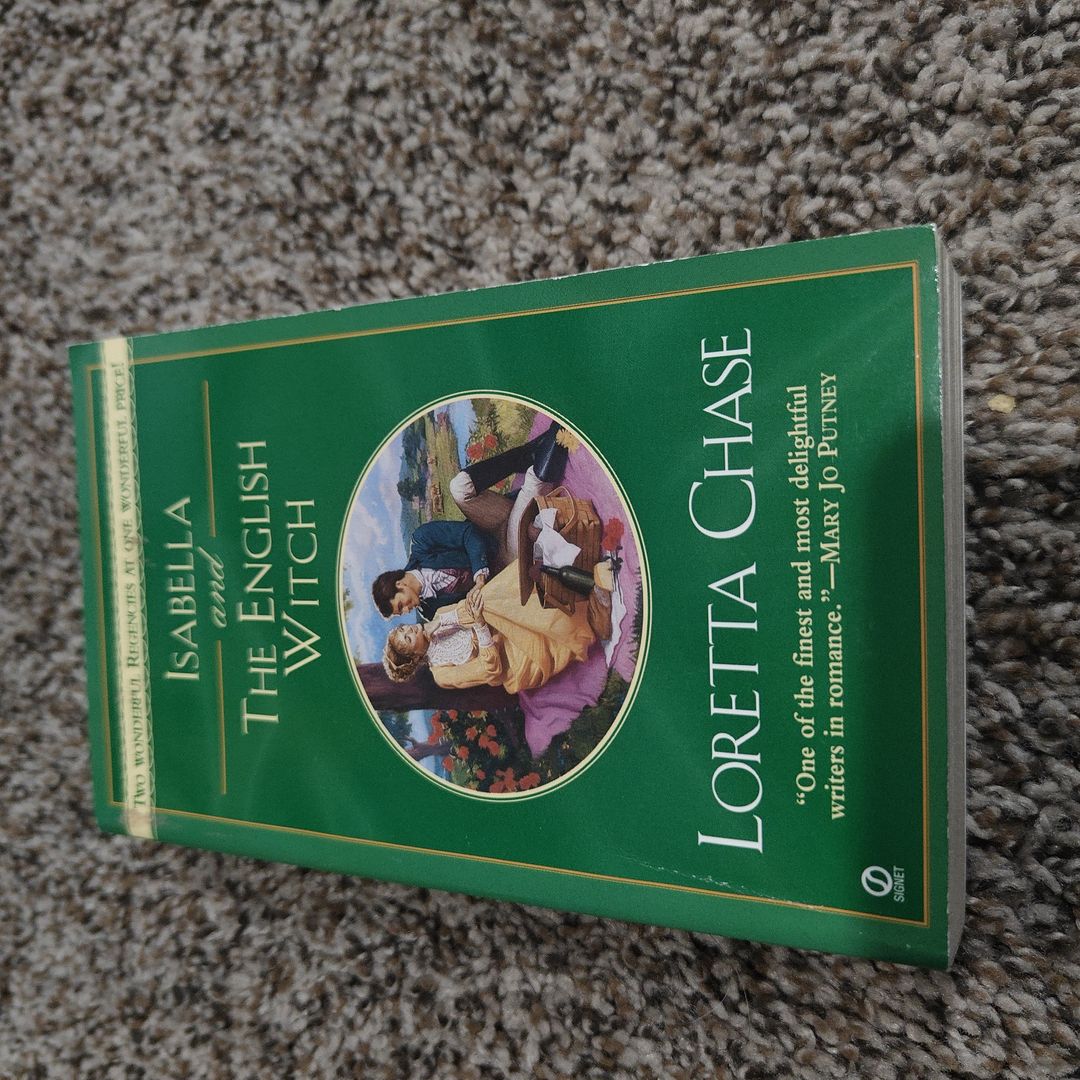 TWO WONDERFUL REGENCIES AT ONE WONDERFUL PRICE!
ISABELLA
and
THE ENGLISH
WITCH
LORETTA CHASE
“One of the finest and most delightful
writers in romance.”—MARY JO PUTNEY
SIGNET